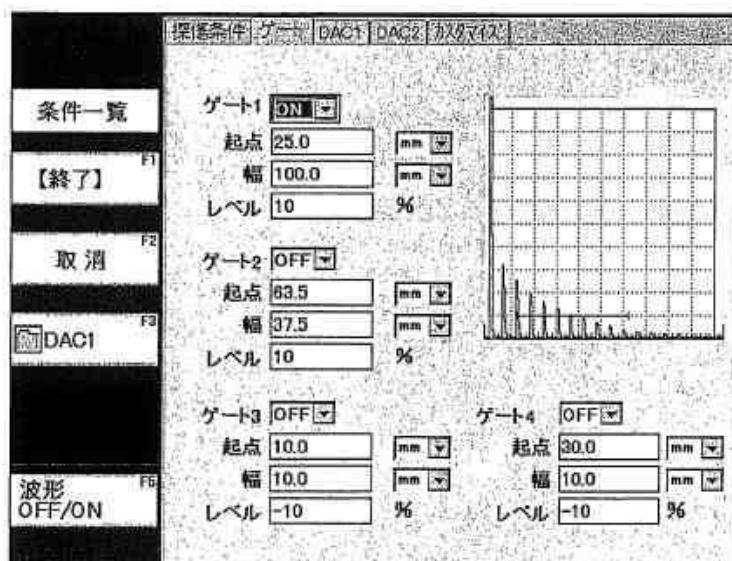 探傷条件 ゲート DAC1 DAC2 カスタマイズ
条件一覧
F1
【終了】
F2
取 消
F3
DAC1
F5
波形
OFF/ON
ゲート1 ON
起点 25.0 mm
幅 100.0 mm
レベル 10 %
ゲート2 OFF
起点 63.5 mm
幅 37.5 mm
レベル 10 %
ゲート3 OFF
起点 10.0 mm
幅 10.0 mm
レベル -10 %
ゲート4 OFF
起点 30.0 mm
幅 10.0 mm
レベル -10 %